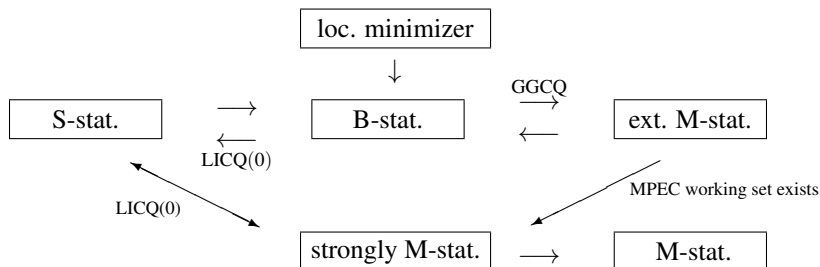 loc. minimizer
↓
GGCQ
S-stat. → B-stat. → ext. M-stat.
← ←
LICQ(0)
LICQ(0) MPEC working set exists
strongly M-stat. → M-stat.